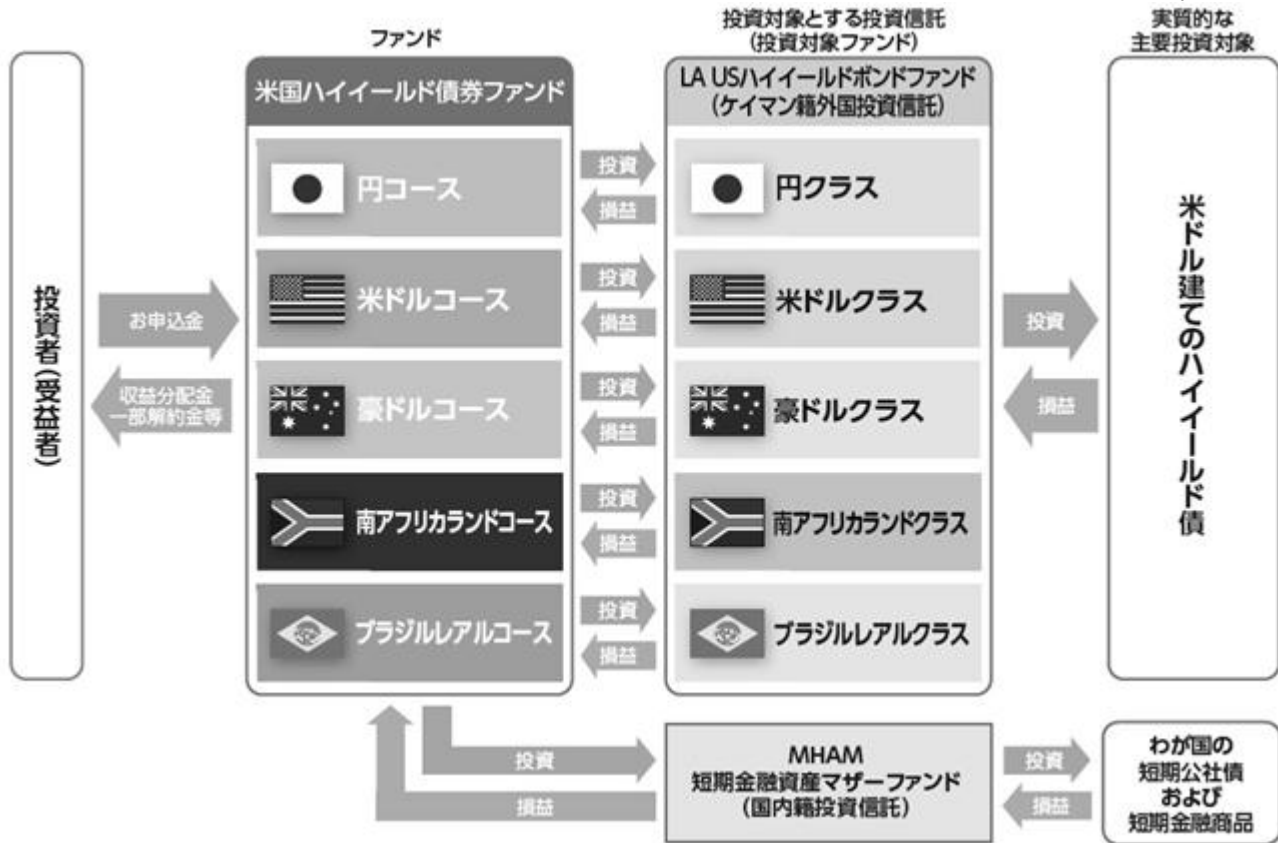 ファンド
投資対象とする投資信託
(投資対象ファンド)
実質的な
主要投資対象
投資者(受益者)
お申込金
収益分配金
一部解約金等
米国ハイイールド債券ファンド
円コース
米ドルコース
豪ドルコース
南アフリカランドコース
ブラジルレアルコース
投資
損益
投資
損益
投資
損益
投資
損益
投資
損益
LA USハイイールドボンドファンド
(ケイマン籍外国投資信託)
円クラス
米ドルクラス
豪ドルクラス
南アフリカランドクラス
ブラジルレアルクラス
投資
損益
米ドル建てのハイイールド債
投資
損益
MHAM
短期金融資産マザーファンド
(国内籍投資信託)
投資
損益
わが国の
短期公社債
および
短期金融商品